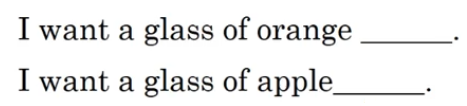 I want a glass of orange ______.
I want a glass of apple______.